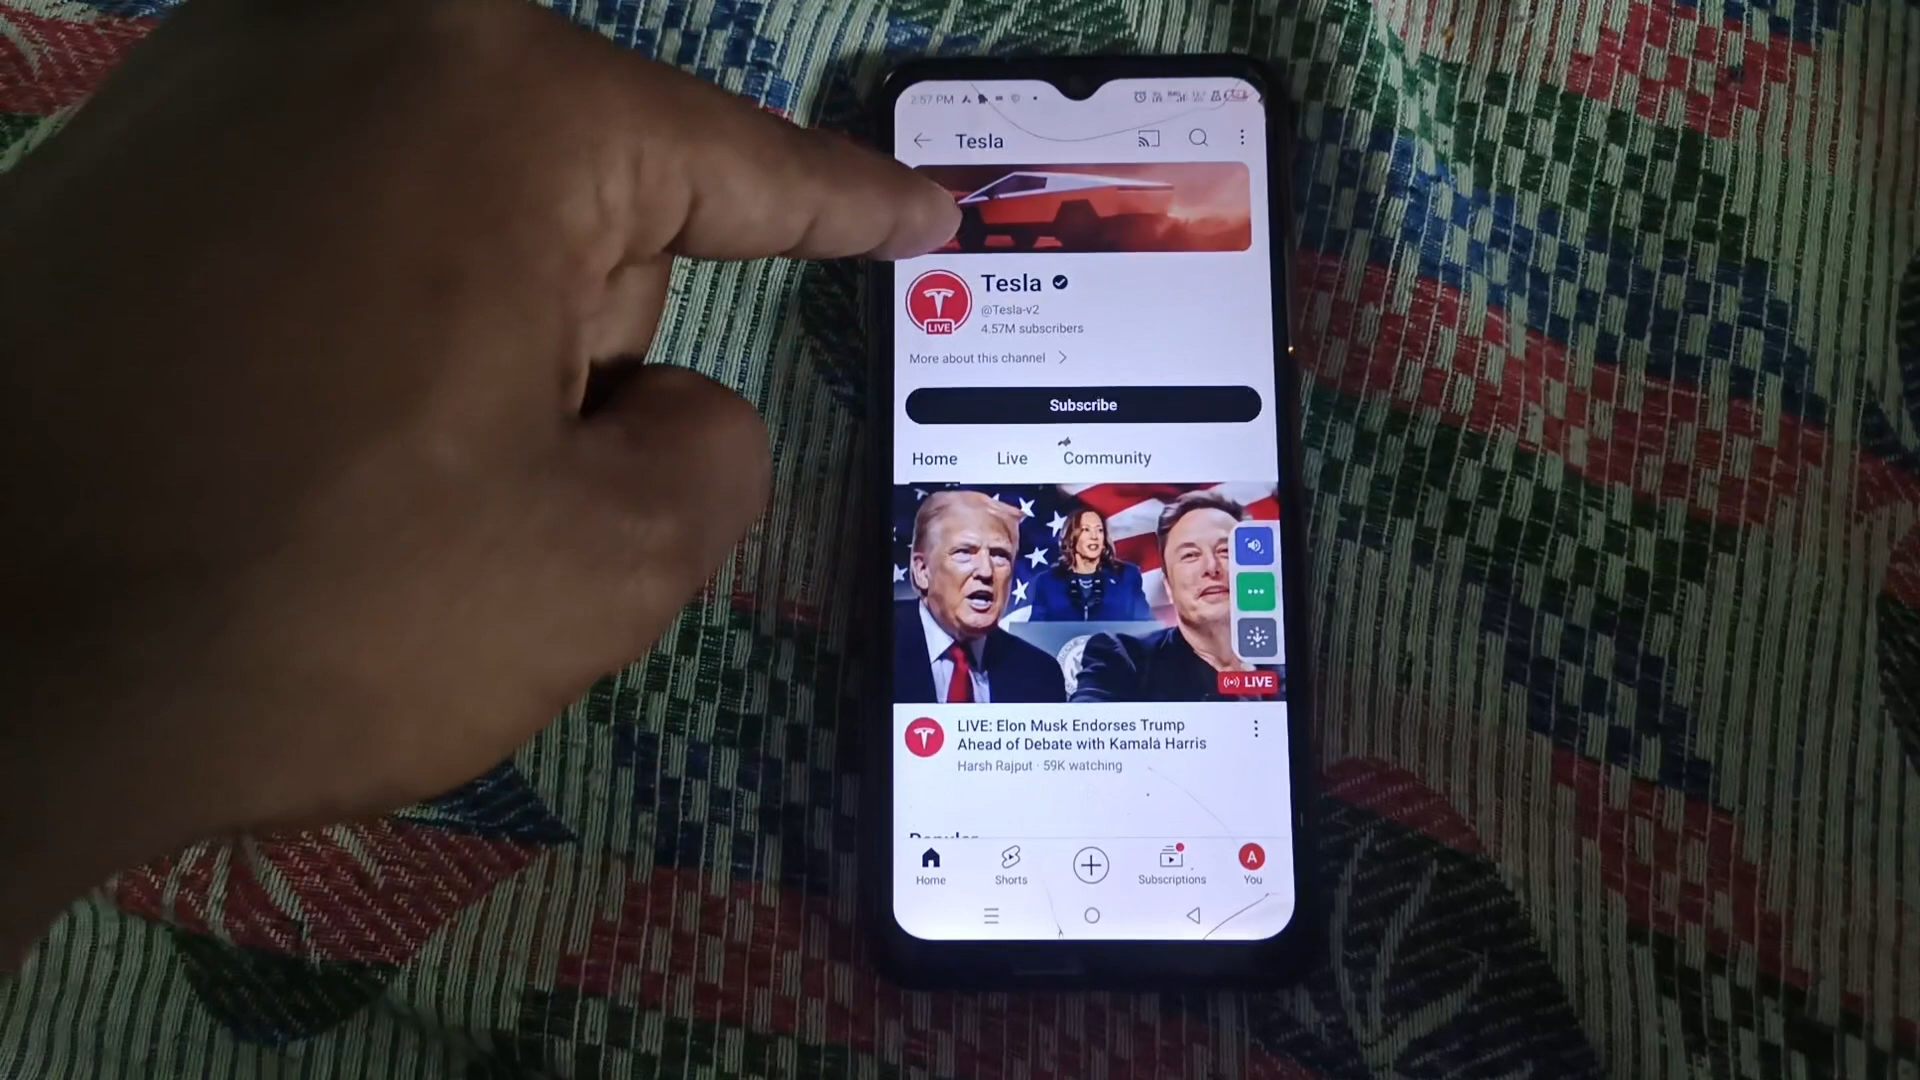 2:57 PM
Tesla
Tesla
LIVE
@Tesla-v2
4.57M subscribers
More about this channel
Subscribe
Home Live Community
LIVE
LIVE: Elon Musk Endorses Trump
Ahead of Debate with Kamala Harris
Harsh Rajput · 59K watching
Popular
Home Shorts Subscriptions A You